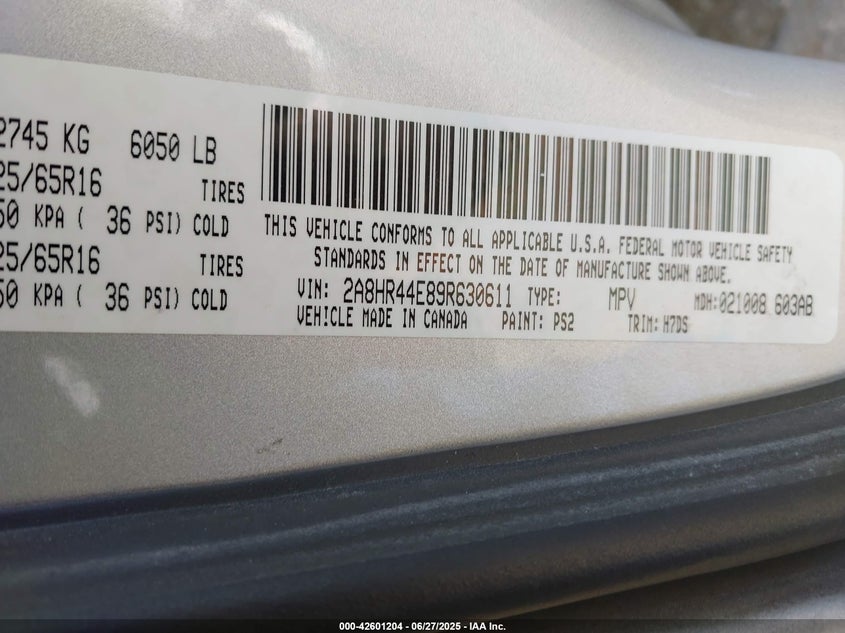 2745 KG 6050 LB
25/65R16 TIRES
50 KPA ( 36 PSI) COLD
25/65R16 TIRES
50 KPA ( 36 PSI) COLD
THIS VEHICLE CONFORMS TO ALL APPLICABLE U.S.A. FEDERAL MOTOR VEHICLE SAFETY
STANDARDS IN EFFECT ON THE DATE OF MANUFACTURE SHOWN ABOVE.
VIN: 2A8HR44E89R630611 TYPE: MPV MDH:021008 603AB
VEHICLE MADE IN CANADA PAINT: PS2 TRIM: H7DS
000-42601204 - 06/27/2025 - IAA Inc.